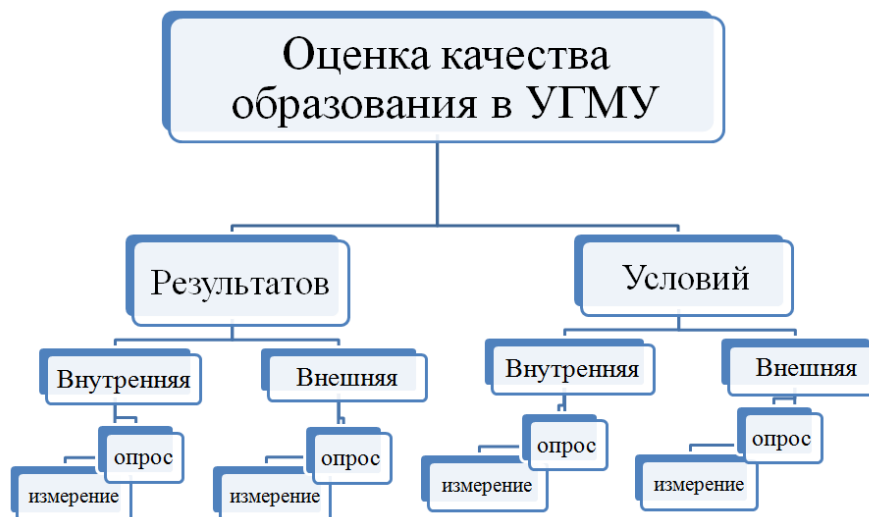 Оценка качества
образования в УГМУ
Результатов
Условий
Внутренняя
Внешняя
Внутренняя
Внешняя
опрос
опрос
опрос
опрос
измерение
измерение
измерение
измерение